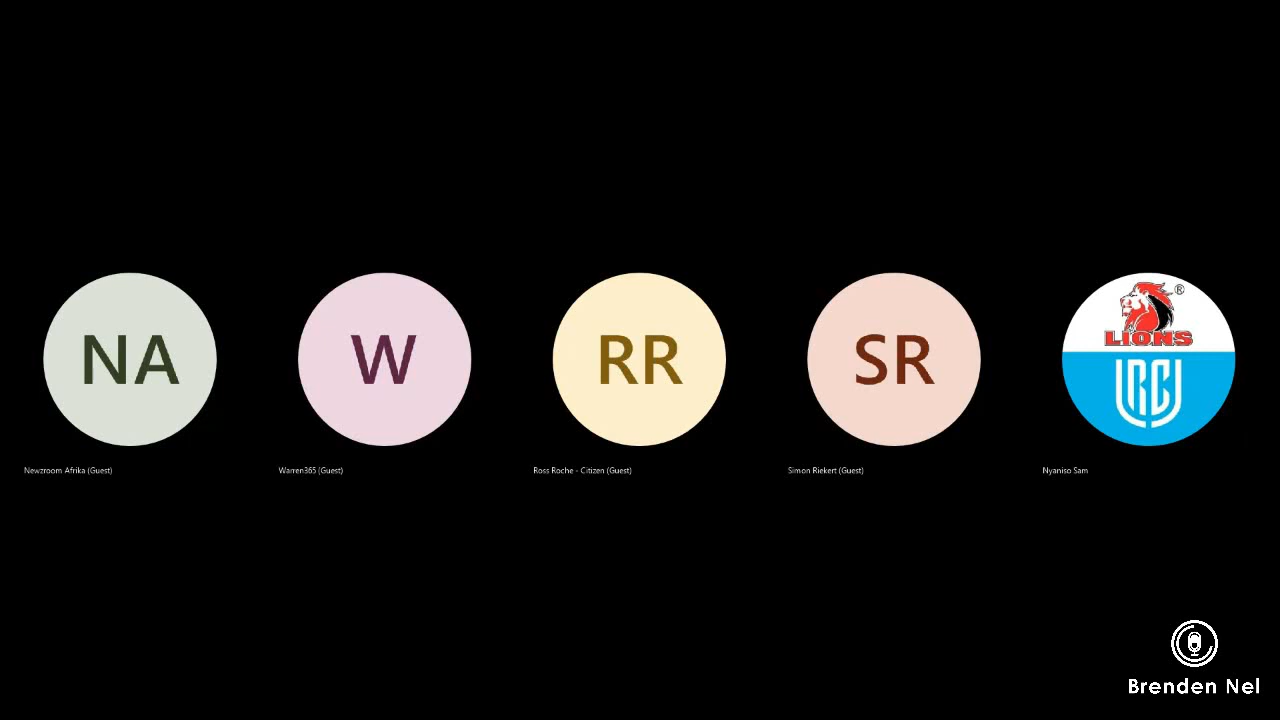 NA
W
RR
SR
®
LIONS
URC
Newzroom Afrika (Guest)
Warren365 (Guest)
Ross Roche - Citizen (Guest)
Simon Riekert (Guest)
Nyaniso Sam
Brenden Nel